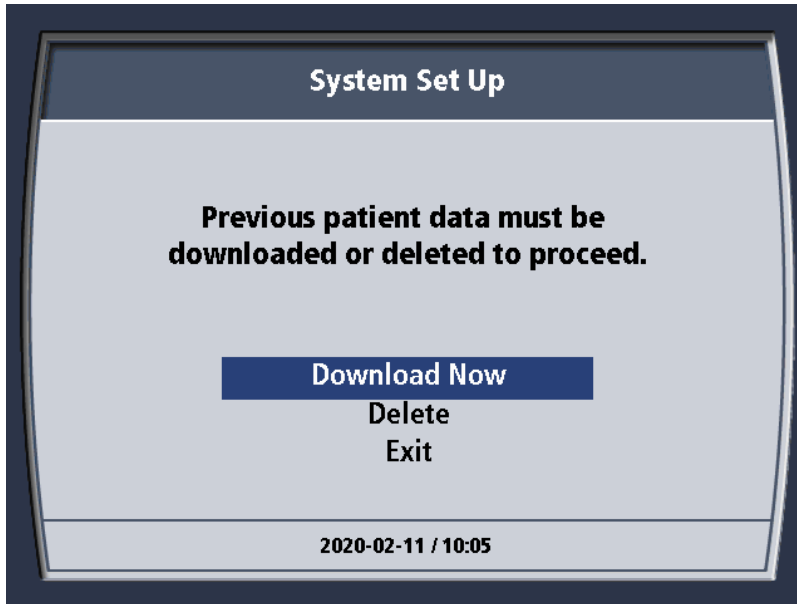 System Set Up
Previous patient data must be
downloaded or deleted to proceed.
Download Now
Delete
Exit
2020-02-11 / 10:05